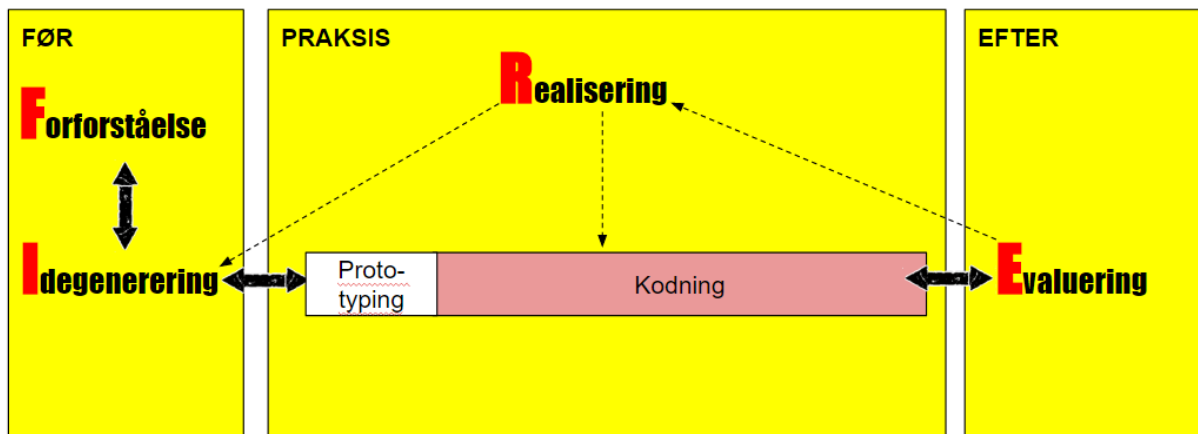 FØR
Forforståelse
Idegenerering
PRAKSIS
Realisering
Proto-
typing
Kodning
EFTER
Evaluering